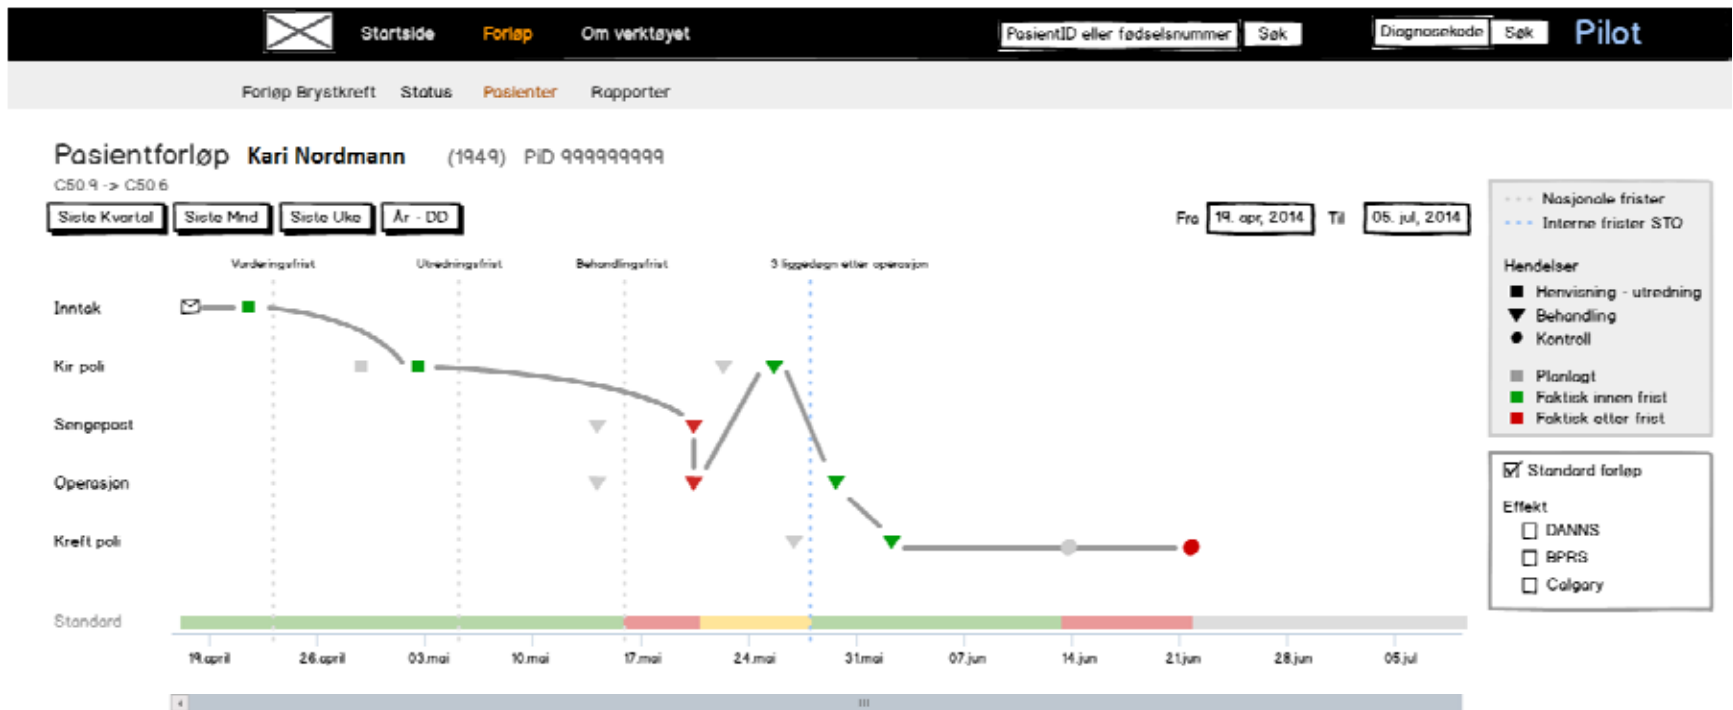 Startside Forløp Om verktøyet PasientID eller fødselsnummer Søk Diagnosekode Søk Pilot
Forløp Brystkreft Status Pasienter Rapporter
Pasientforløp Kari Nordmann (1949) PiD 999999999
C50.9 -> C50.6
Siste Kvartal Siste Mnd Siste Uke År - DD Fra 19. apr, 2014 Til 05. jul, 2014
Vurderingsfrist Utredningsfrist Behandlingsfrist 3 liggedøgn etter operasjon
Inntak
Kir poli
Sengepost
Operasjon
Kreft poli
Standard
19.april 26.april 03.mai 10.mai 17.mai 24.mai 31.mai 07.jun 14.jun 21.jun 28.jun 05.jul
Nasjonale frister
Interne frister STO
Hendelser
Henvisning - utredning
Behandling
Kontroll
Planlagt
Faktisk innen frist
Faktisk etter frist
Standard forløp
Effekt
DANNS
BPRS
Calgary